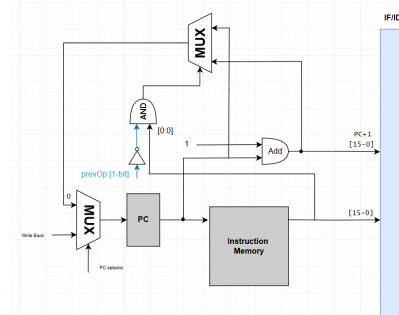 IF/ID
MUX
AND
[0:0]
1
PC+1
[15-0]
Add
prevOp [1-bit]
0
MUX
PC
[15-0]
Write Back
Instruction
Memory
PC selector